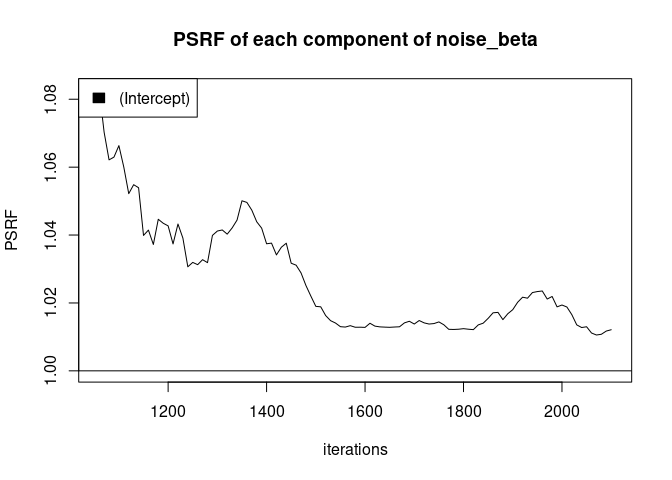 PSRF of each component of noise_beta
(Intercept)
PSRF
1.08
1.06
1.04
1.02
1.00
1200 1400 1600 1800 2000
iterations